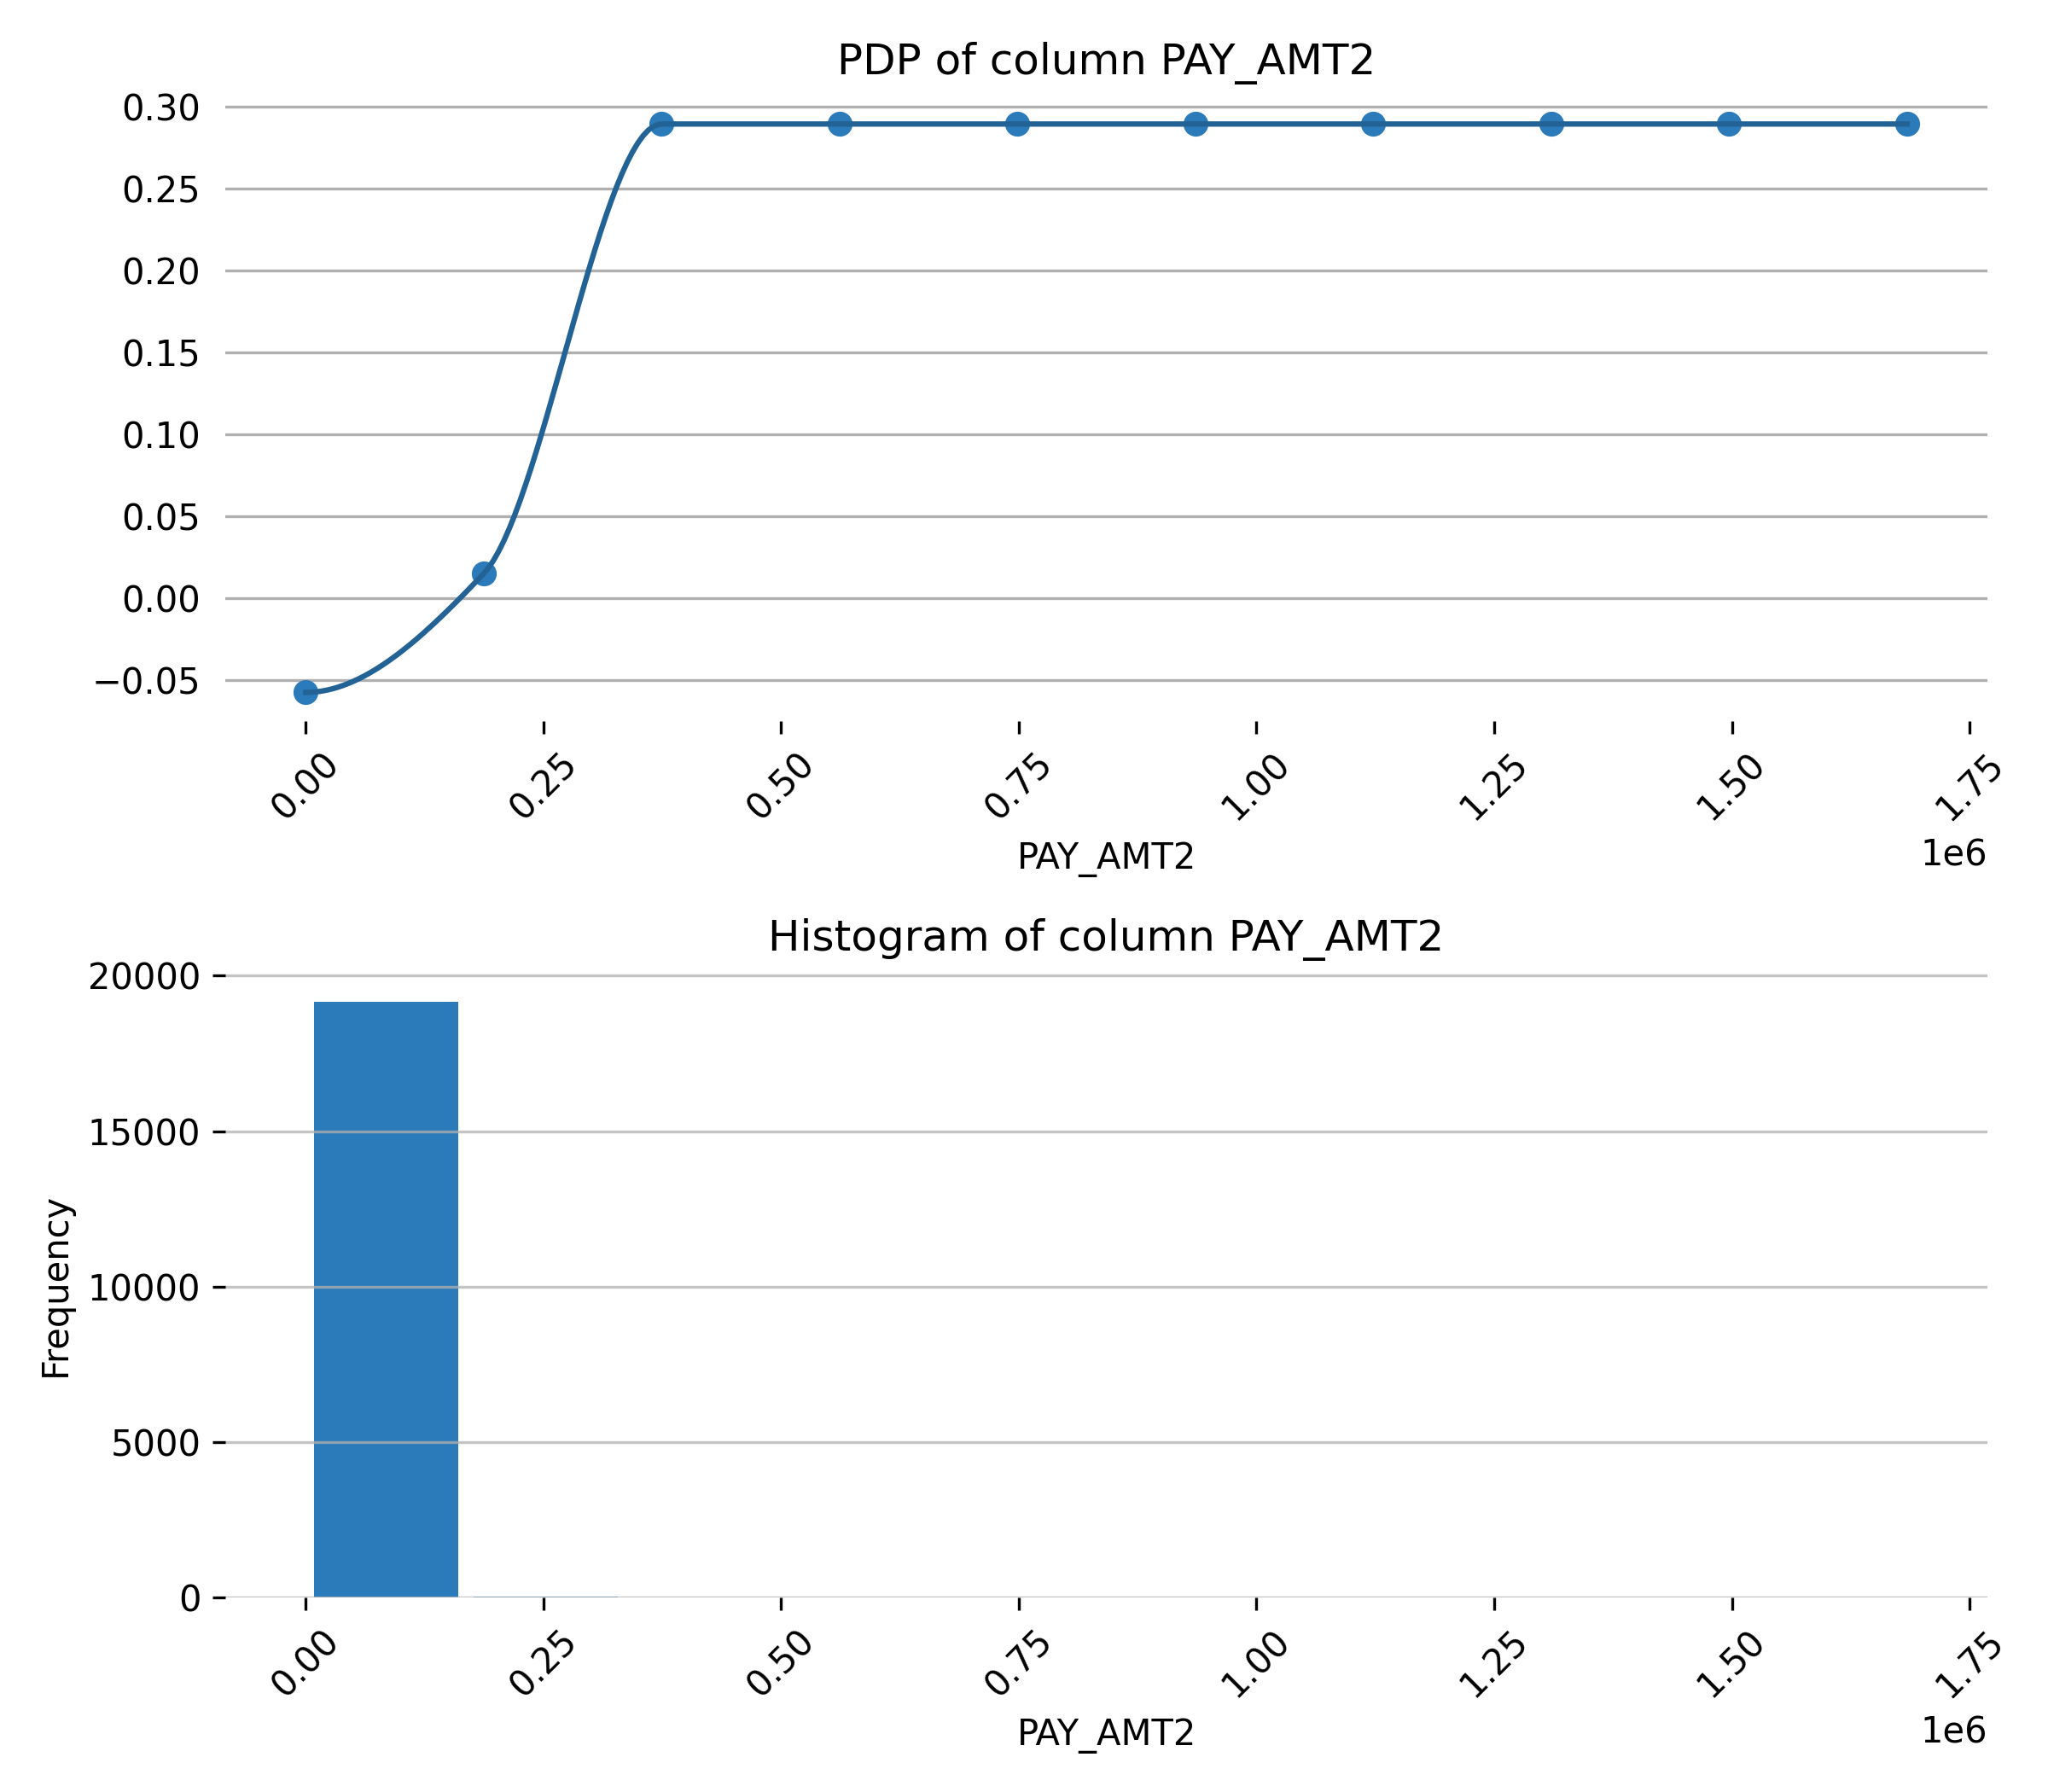 PDP of column PAY_AMT2
0.30
0.25
0.20
0.15
0.10
0.05
0.00
−0.05
0.00 0.25 0.50 0.75 1.00 1.25 1.50 1.75
PAY_AMT2
1e6
Histogram of column PAY_AMT2
20000
15000
10000
5000
0
Frequency
0.00 0.25 0.50 0.75 1.00 1.25 1.50 1.75
PAY_AMT2
1e6